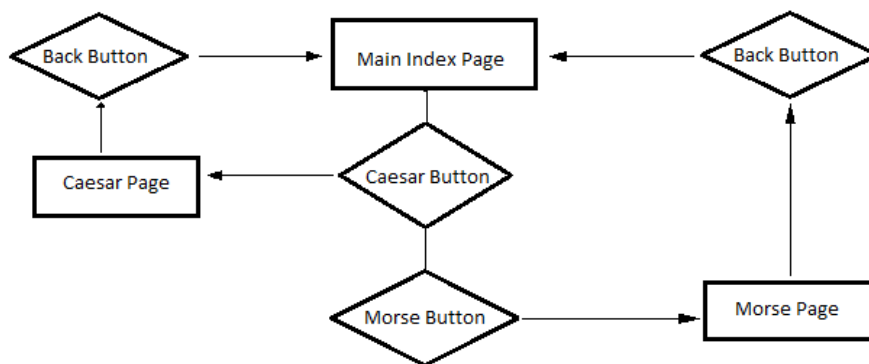 Back Button
Main Index Page
Back Button
Caesar Page
Caesar Button
Morse Button
Morse Page